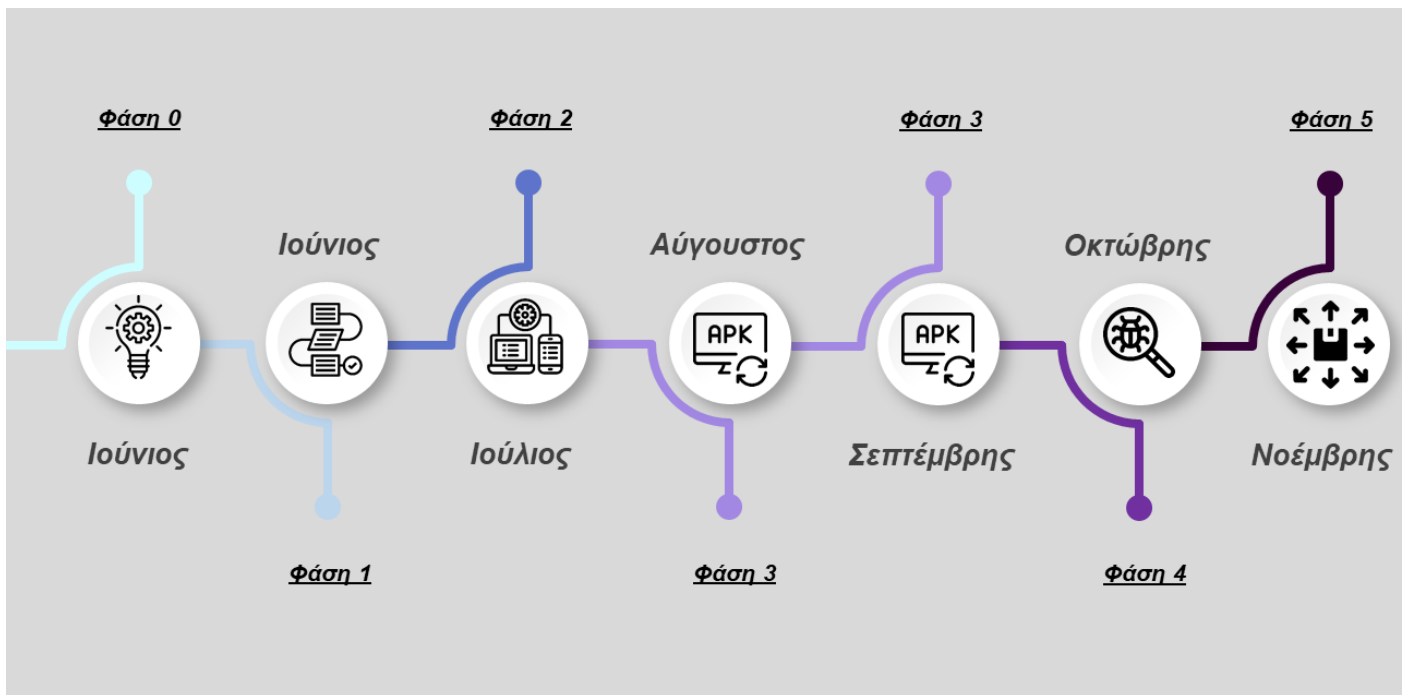 Φάση 0
Φάση 2
Φάση 3
Φάση 5
Ιούνιος
Αύγουστος
Οκτώβρης
APK
APK
Ιούνιος
Ιούλιος
Σεπτέμβρης
Νοέμβρης
Φάση 1
Φάση 3
Φάση 4